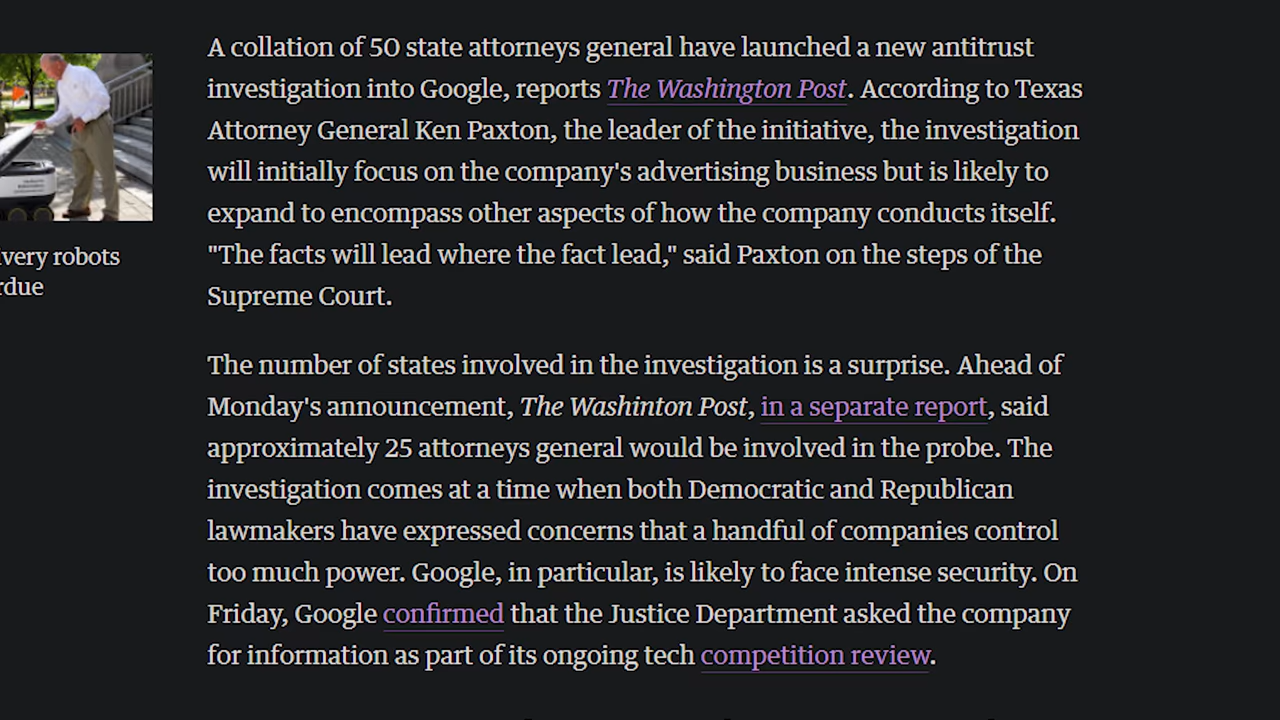 A collation of 50 state attorneys general have launched a new antitrust
investigation into Google, reports The Washington Post. According to Texas
Attorney General Ken Paxton, the leader of the initiative, the investigation
will initially focus on the company's advertising business but is likely to
expand to encompass other aspects of how the company conducts itself.
"The facts will lead where the fact lead," said Paxton on the steps of the
Supreme Court.
ivery robots
rdue
The number of states involved in the investigation is a surprise. Ahead of
Monday's announcement, The Washinton Post, in a separate report, said
approximately 25 attorneys general would be involved in the probe. The
investigation comes at a time when both Democratic and Republican
lawmakers have expressed concerns that a handful of companies control
too much power. Google, in particular, is likely to face intense security. On
Friday, Google confirmed that the Justice Department asked the company
for information as part of its ongoing tech competition review.